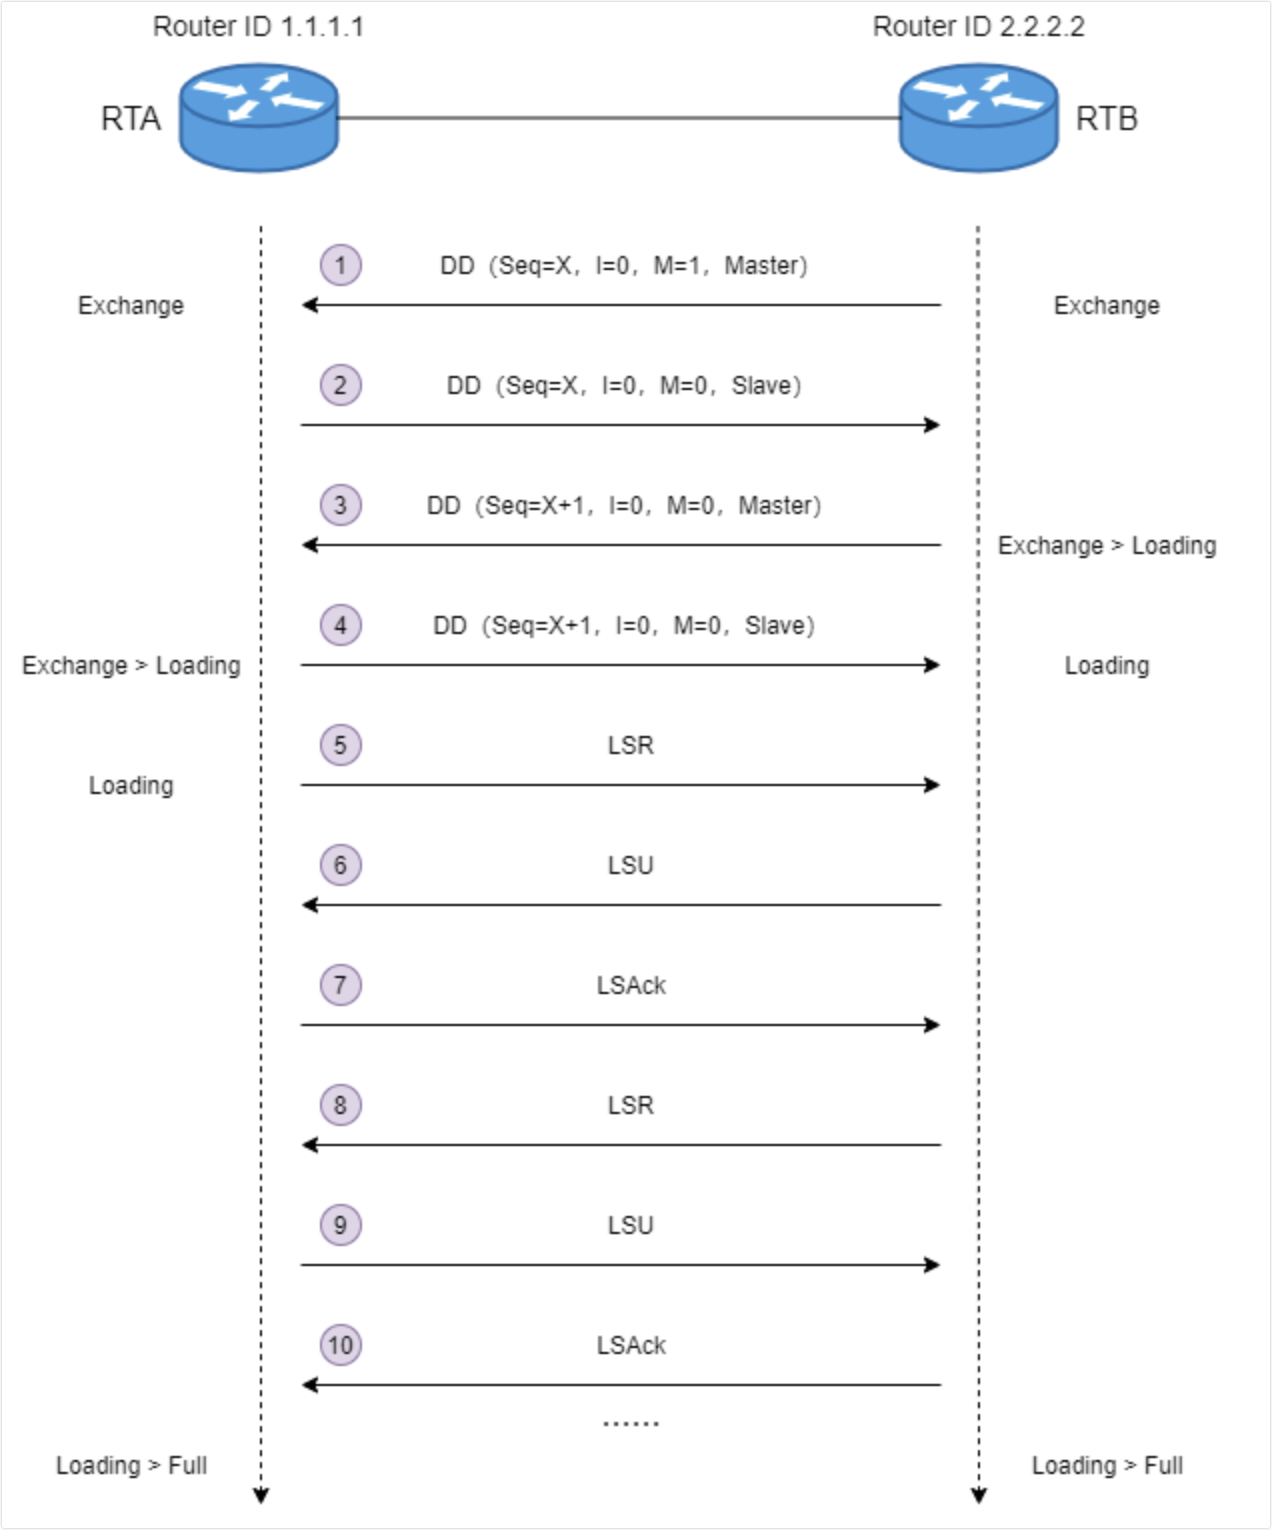 Router ID 1.1.1.1
Router ID 2.2.2.2
RTA
RTB
1
DD（Seq=X，I=0，M=1，Master）
Exchange
Exchange
2
DD（Seq=X，I=0，M=0，Slave）
3
DD（Seq=X+1，I=0，M=0，Master）
Exchange > Loading
4
DD（Seq=X+1，I=0，M=0，Slave）
Exchange > Loading
Loading
5
LSR
Loading
6
LSU
7
LSAck
8
LSR
9
LSU
10
LSAck
......
Loading > Full
Loading > Full